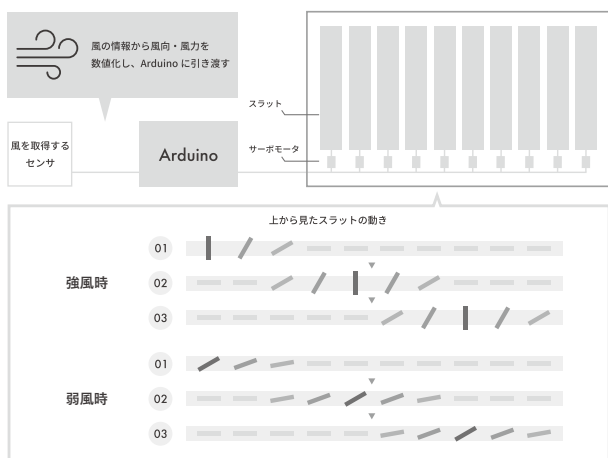 風の情報から風向・風力を
数値化し、Arduino に引き渡す
スラット
風を取得する
センサ
Arduino
サーボモータ
上から見たスラットの動き
01
強風時
02
03
01
弱風時
02
03